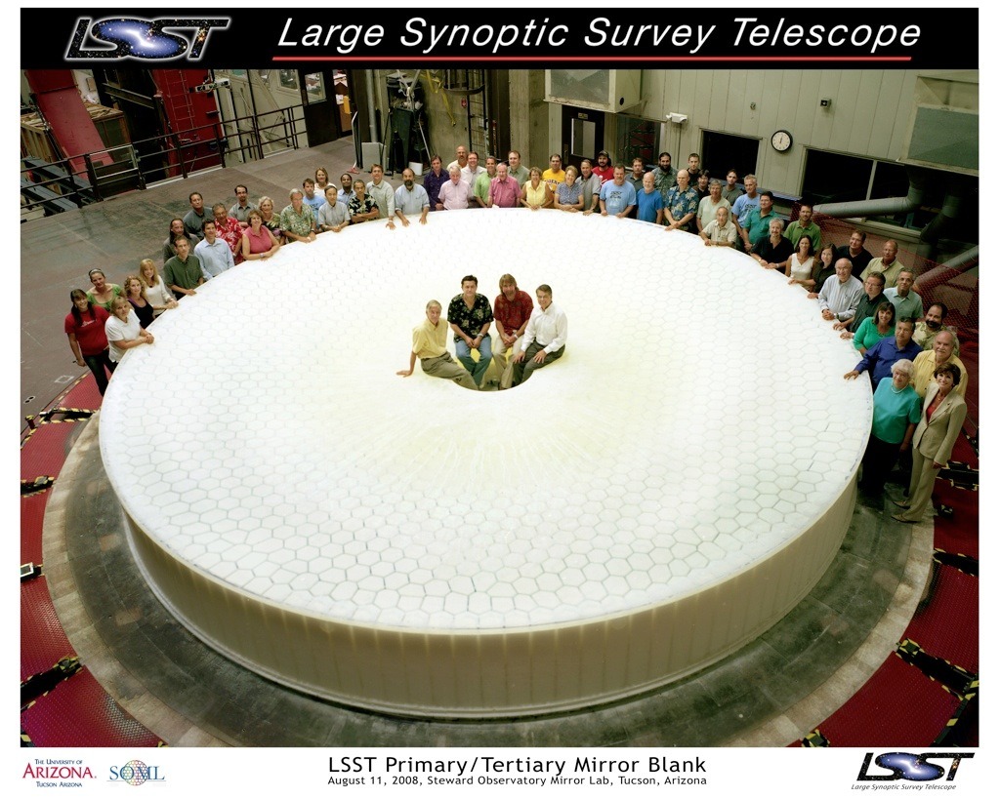 LSST
Large Synoptic Survey Telescope
THE UNIVERSITY OF
ARIZONA.
TUCSON ARIZONA
SOML
LSST Primary/Tertiary Mirror Blank
August 11, 2008, Steward Observatory Mirror Lab, Tucson, Arizona
LSST
Large Synoptic Survey Telescope